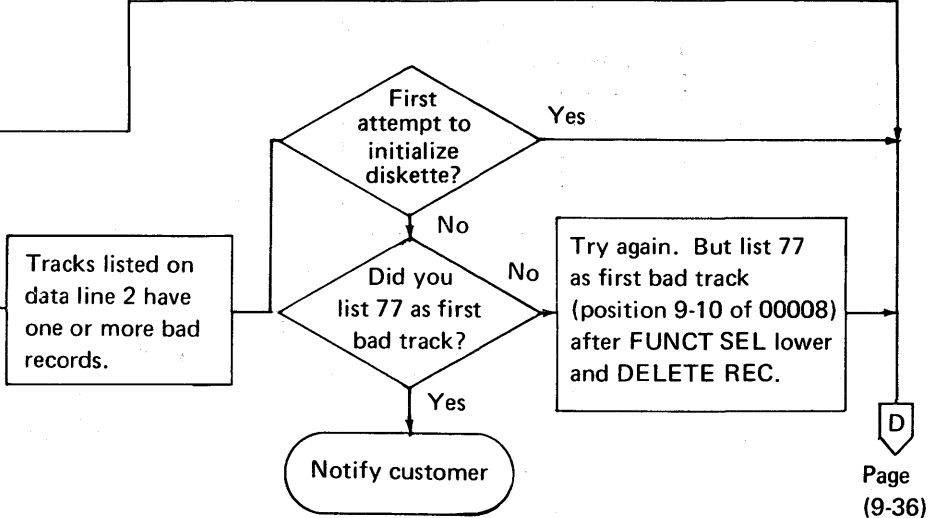 First
attempt to
initialize
diskette?
Yes
No
Tracks listed on
data line 2 have
one or more bad
records.
Did you
list 77 as first
bad track?
No
Try again. But list 77
as first bad track
(position 9-10 of 00008)
after FUNCT SEL lower
and DELETE REC.
Yes
Notify customer
D
Page
(9-36)